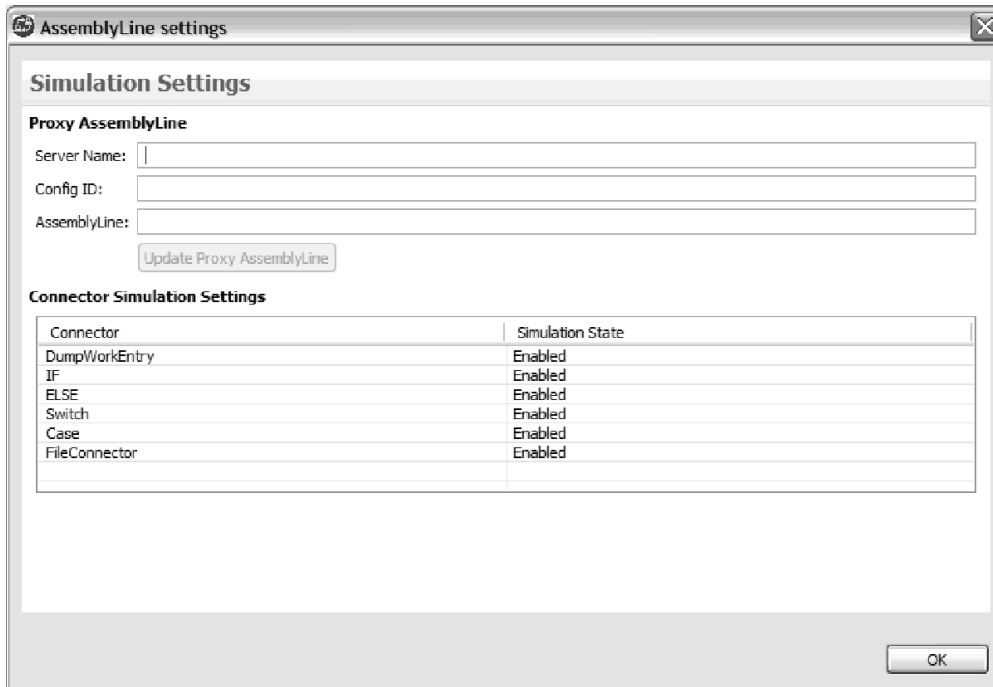 AssemblyLine settings
Simulation Settings
Proxy AssemblyLine
Server Name:
Config ID:
AssemblyLine:
Update Proxy AssemblyLine
Connector Simulation Settings
Connector Simulation State
DumpWorkEntry Enabled
IF Enabled
ELSE Enabled
Switch Enabled
Case Enabled
FileConnector Enabled
OK